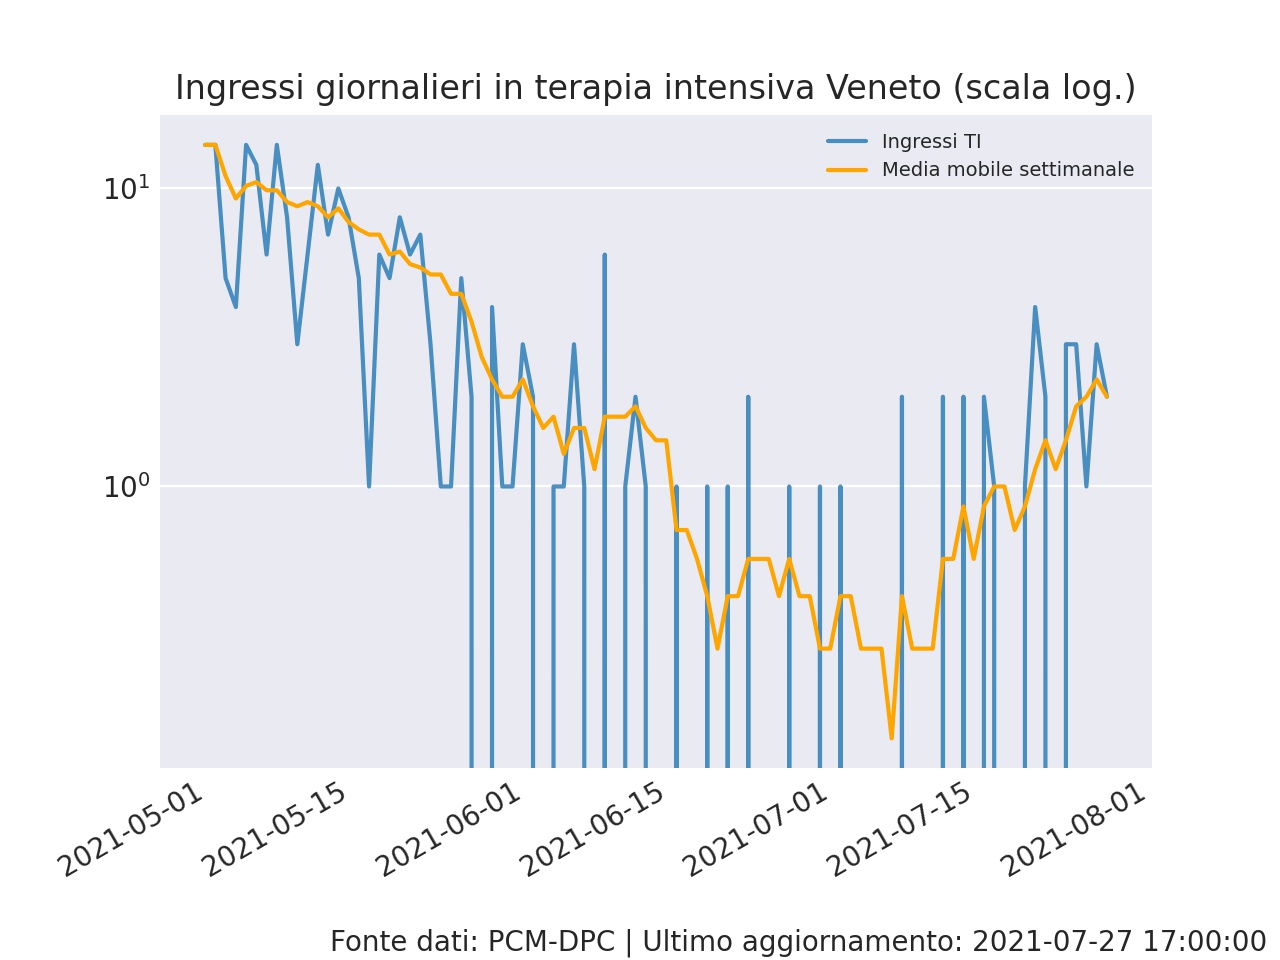 Ingressi giornalieri in terapia intensiva Veneto (scala log.)
Ingressi TI
Media mobile settimanale
10¹
10⁰
2021-05-01
2021-05-15
2021-06-01
2021-06-15
2021-07-01
2021-07-15
2021-08-01
Fonte dati: PCM-DPC | Ultimo aggiornamento: 2021-07-27 17:00:00